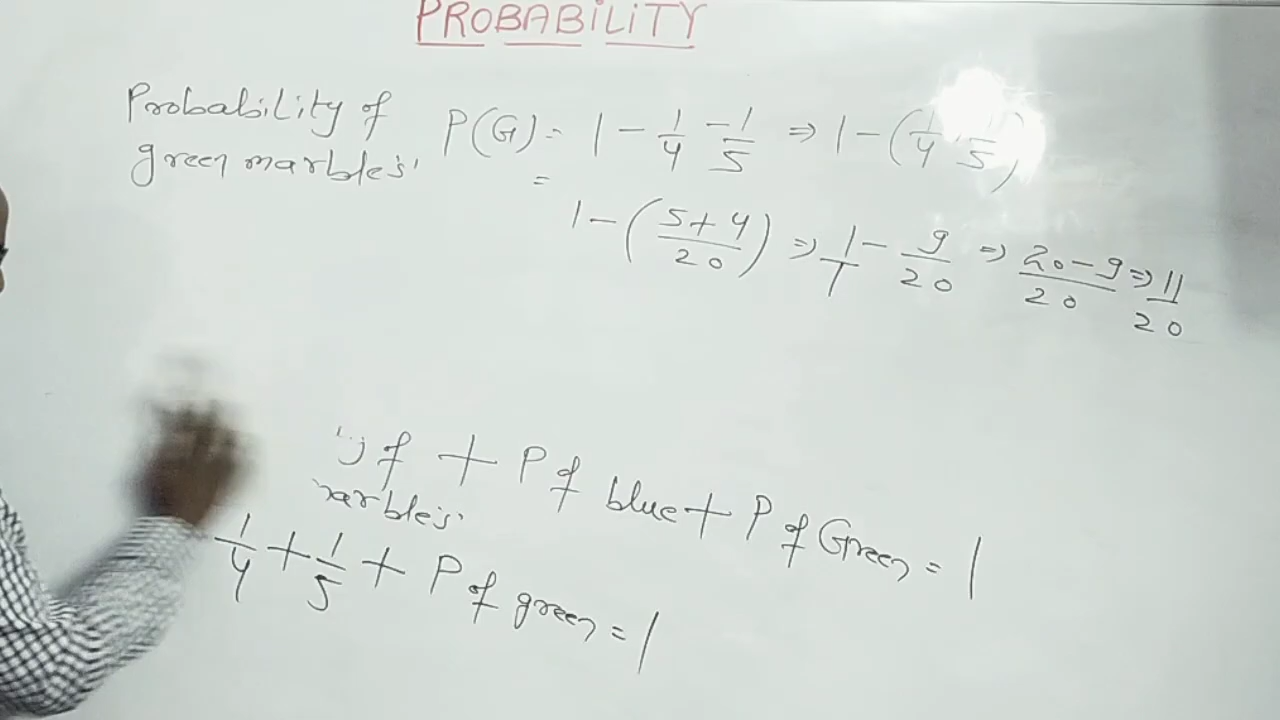 PROBABILITY
Probability of
green marbles'
P(G) = 1 - 1/4 - 1/5 ⇒ 1 - (1/4 1/5)
=
1 - (5+4/20) ⇒ 1/1 - 9/20 ⇒ 20-9/20 ⇒ 11/20
of + P of blue + P of Green = 1
1/4 + 1/5 + P of green = 1